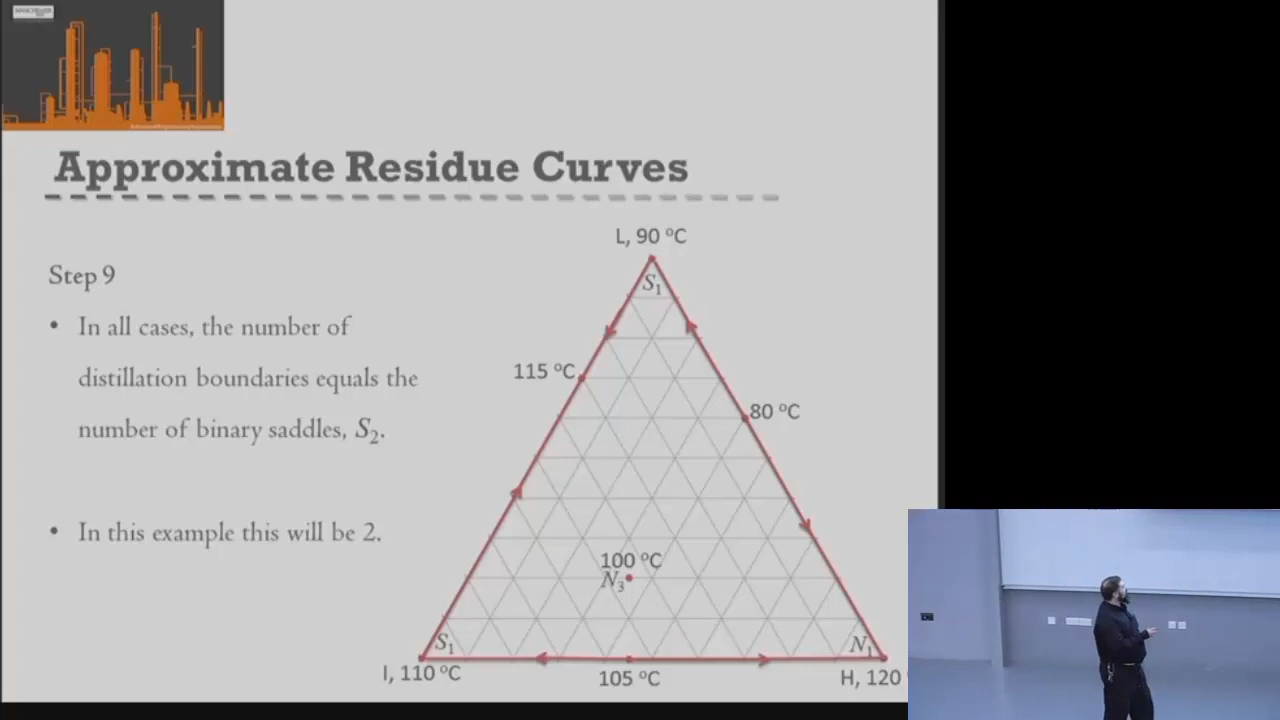 MANCHESTER
Approximate Residue Curves
Step 9
• In all cases, the number of
distillation boundaries equals the
number of binary saddles, S₂.
• In this example this will be 2.
L, 90 ºC
S₁
115 ºC
80 ºC
100 ºC
N₃
S₁
N₁
I, 110 ºC
105 ºC
H, 120